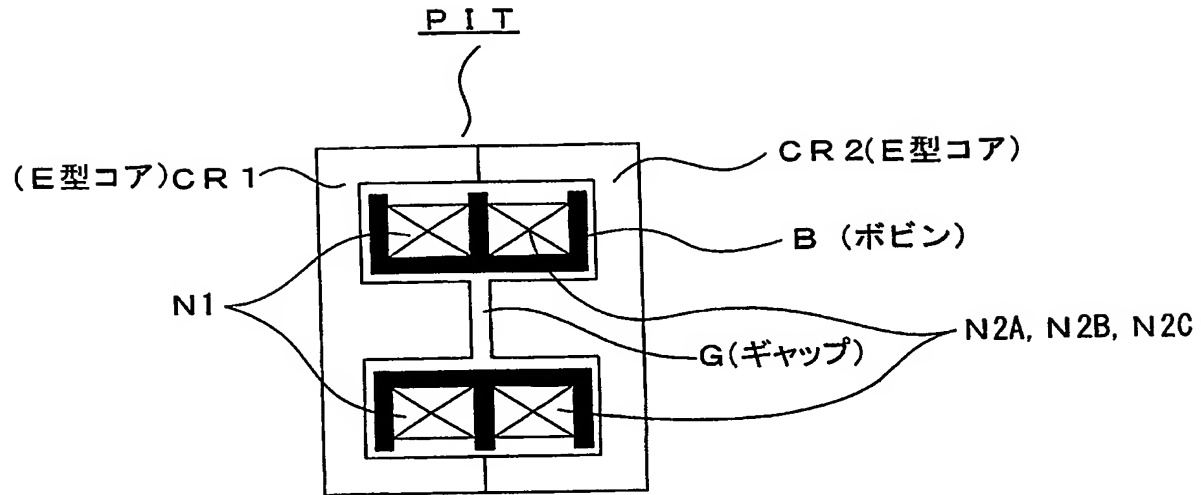 PIT
(E型コア)CR1
CR2(E型コア)
B (ボビン)
N1
N2A, N2B, N2C
G(ギャップ)